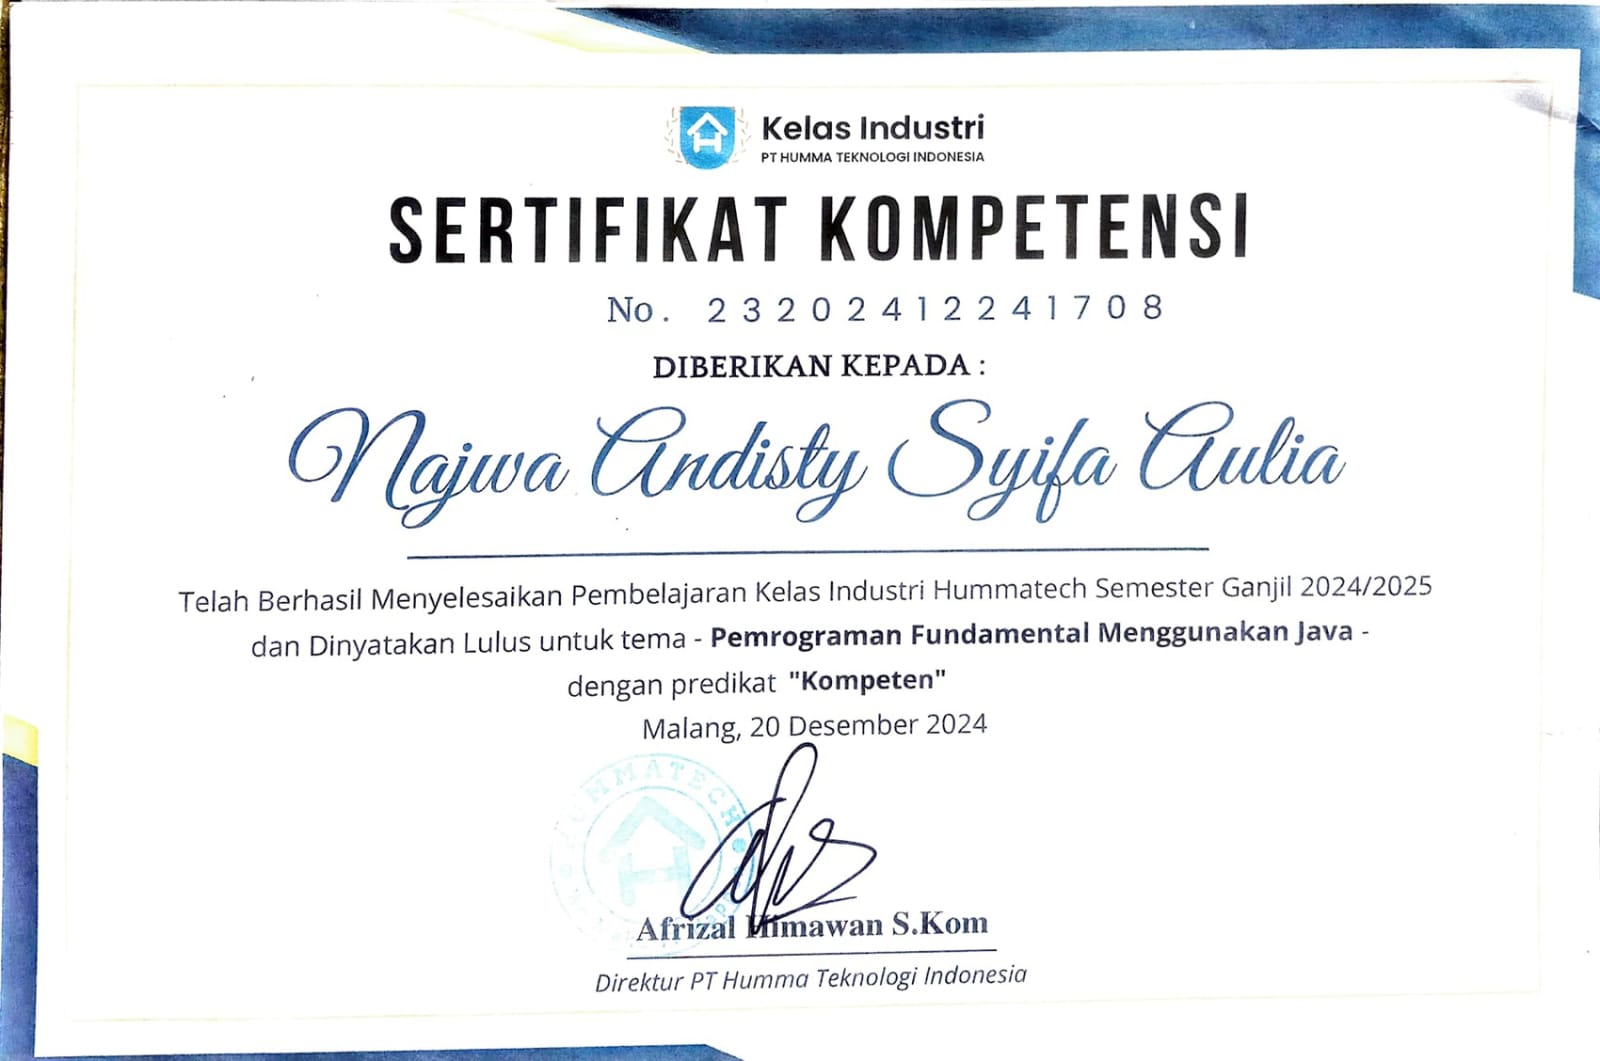 Kelas Industri
PT HUMMA TEKNOLOGI INDONESIA
SERTIFIKAT KOMPETENSI
No. 23202412241708
DIBERIKAN KEPADA :
Najwa Andisty Syifa Aulia
Telah Berhasil Menyelesaikan Pembelajaran Kelas Industri Hummatech Semester Ganjil 2024/2025
dan Dinyatakan Lulus untuk tema - Pemrograman Fundamental Menggunakan Java -
dengan predikat "Kompeten"
Malang, 20 Desember 2024
HUMMATECH
Afrizal Himawan S.Kom
Direktur PT Humma Teknologi Indonesia